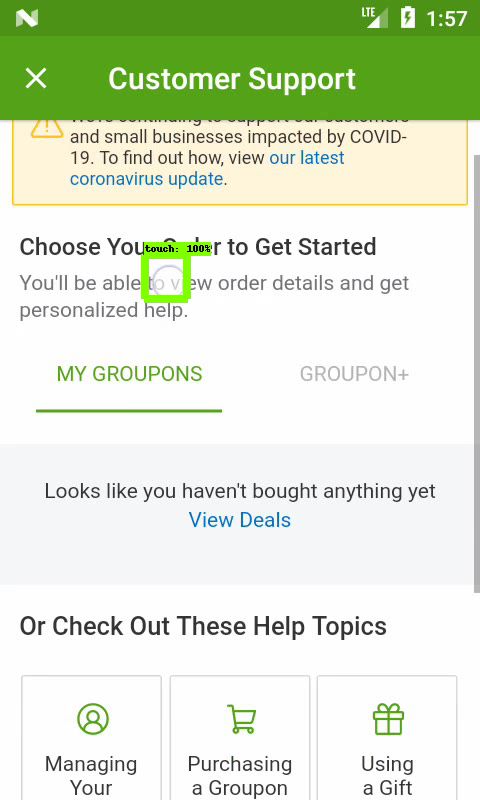 LTE 1:57
Customer Support
We're continuing to support our customers
and small businesses impacted by COVID-
19. To find out how, view our latest
coronavirus update.
touch: 100%
Choose Your Order to Get Started
You'll be able to view order details and get
personalized help.
MY GROUPONS GROUPON+
Looks like you haven't bought anything yet
View Deals
Or Check Out These Help Topics
Managing
Your
Purchasing
a Groupon
Using
a Gift